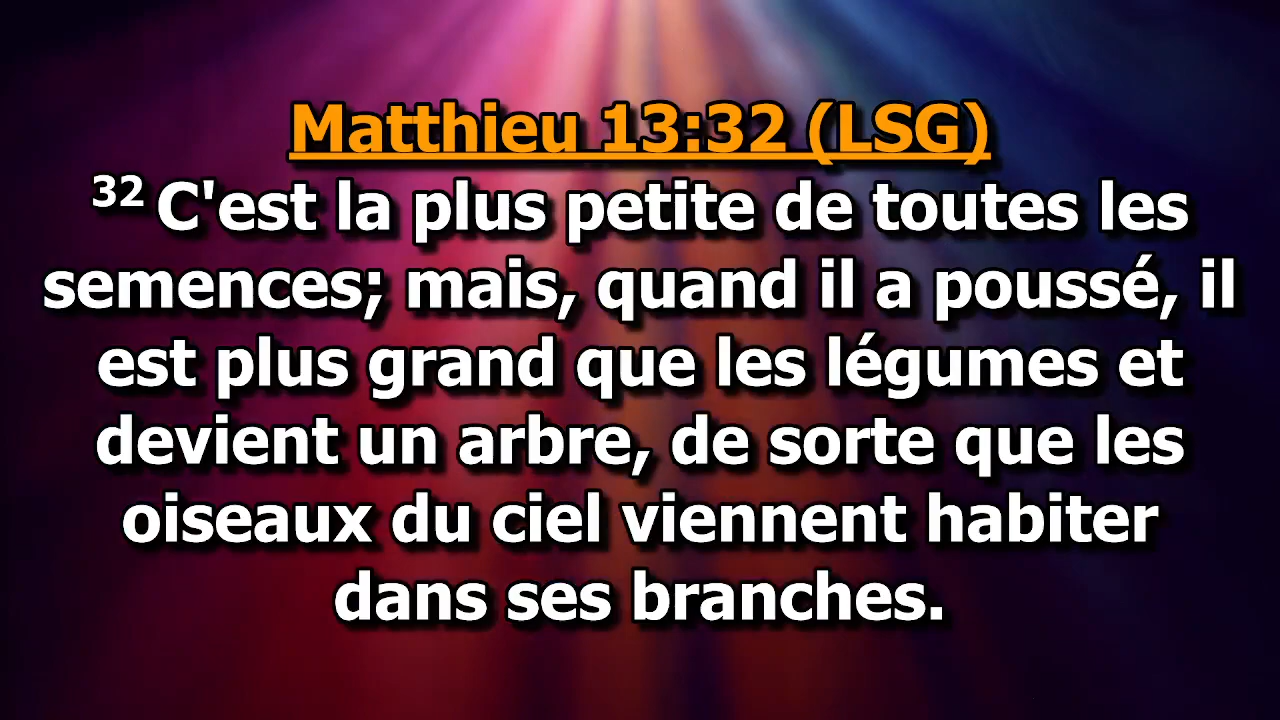 Matthieu 13:32 (LSG)
32 C'est la plus petite de toutes les
semences; mais, quand il a poussé, il
est plus grand que les légumes et
devient un arbre, de sorte que les
oiseaux du ciel viennent habiter
dans ses branches.